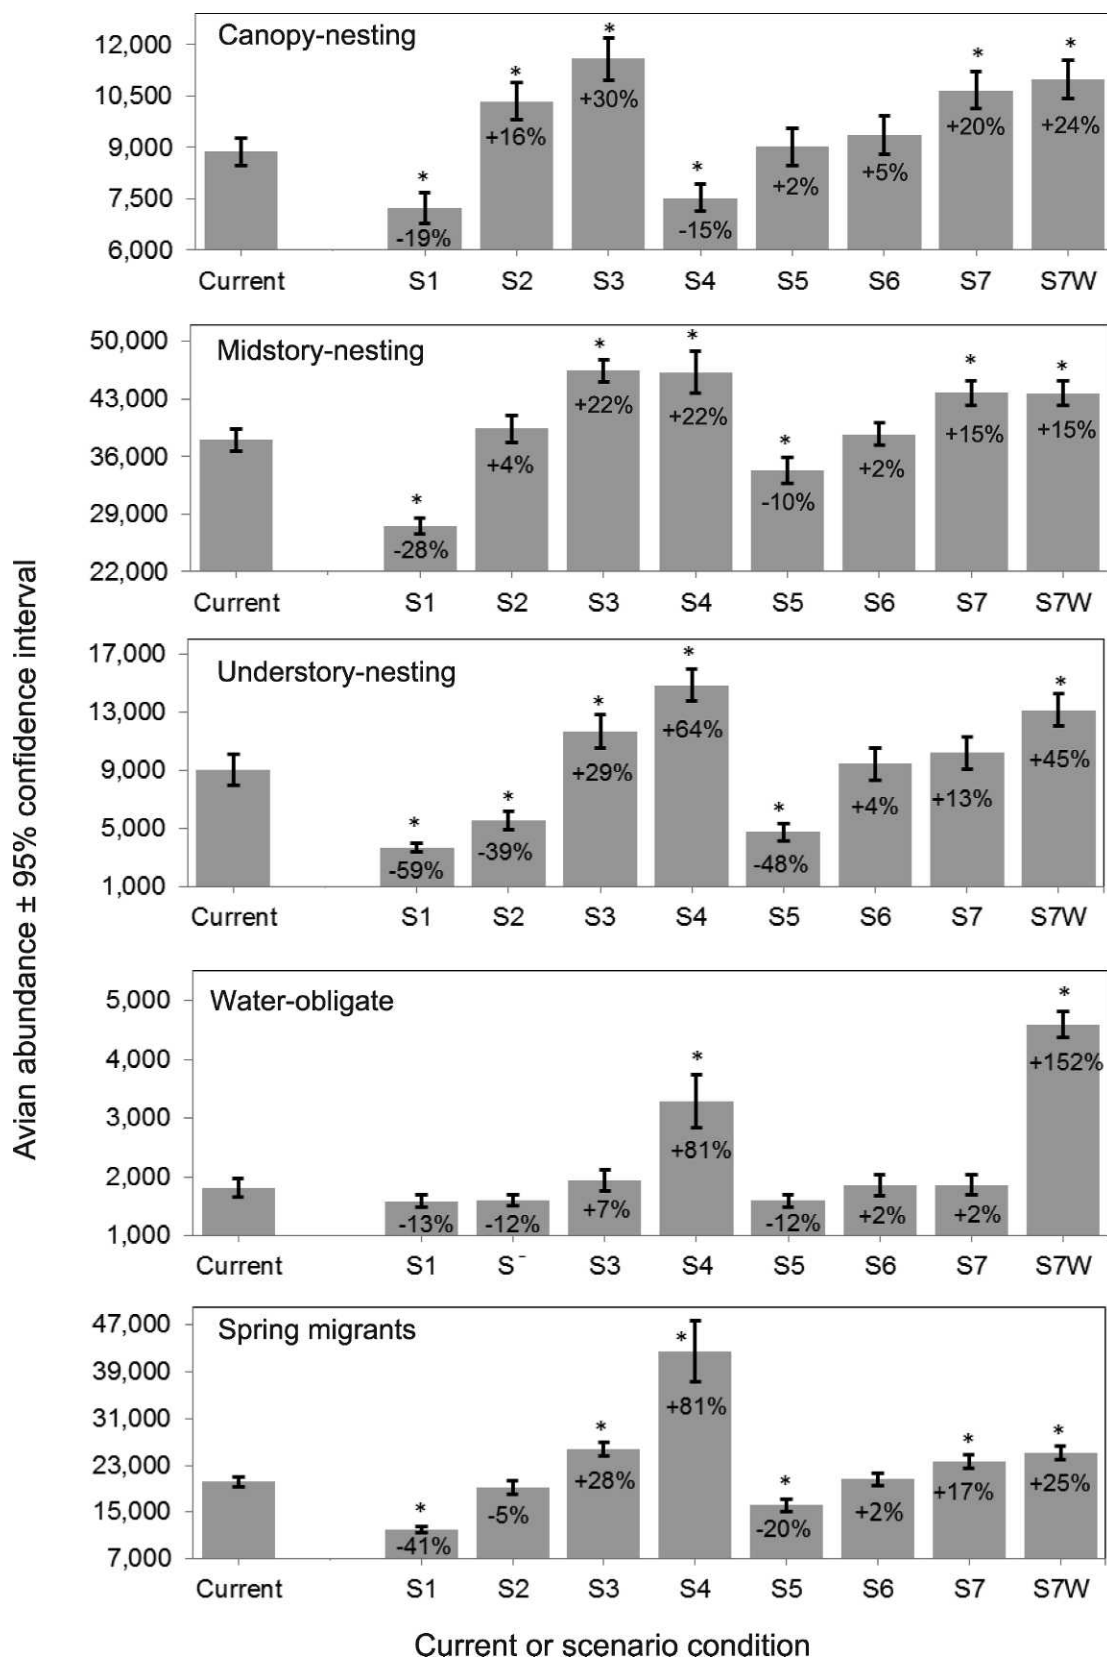 Avian abundance ± 95% confidence interval
Canopy-nesting
12,000
10,500
9,000
7,500
6,000
* * * * * *
-19% +16% +30% -15% +2% +5% +20% +24%
Current S1 S2 S3 S4 S5 S6 S7 S7W
Midstory-nesting
50,000
43,000
36,000
29,000
22,000
* * * * * *
-28% +4% +22% +22% -10% +2% +15% +15%
Current S1 S2 S3 S4 S5 S6 S7 S7W
Understory-nesting
17,000
13,000
9,000
5,000
1,000
* * * * * *
-59% -39% +29% +64% -48% +4% +13% +45%
Current S1 S2 S3 S4 S5 S6 S7 S7W
Water-obligate
5,000
4,000
3,000
2,000
1,000
* *
-13% -12% +7% +81% -12% +2% +2% +152%
Current S1 S S3 S4 S5 S6 S7 S7W
Spring migrants
47,000
39,000
31,000
23,000
15,000
7,000
* * * * * *
-41% -5% +28% +81% -20% +2% +17% +25%
Current S1 S2 S3 S4 S5 S6 S7 S7W
Current or scenario condition